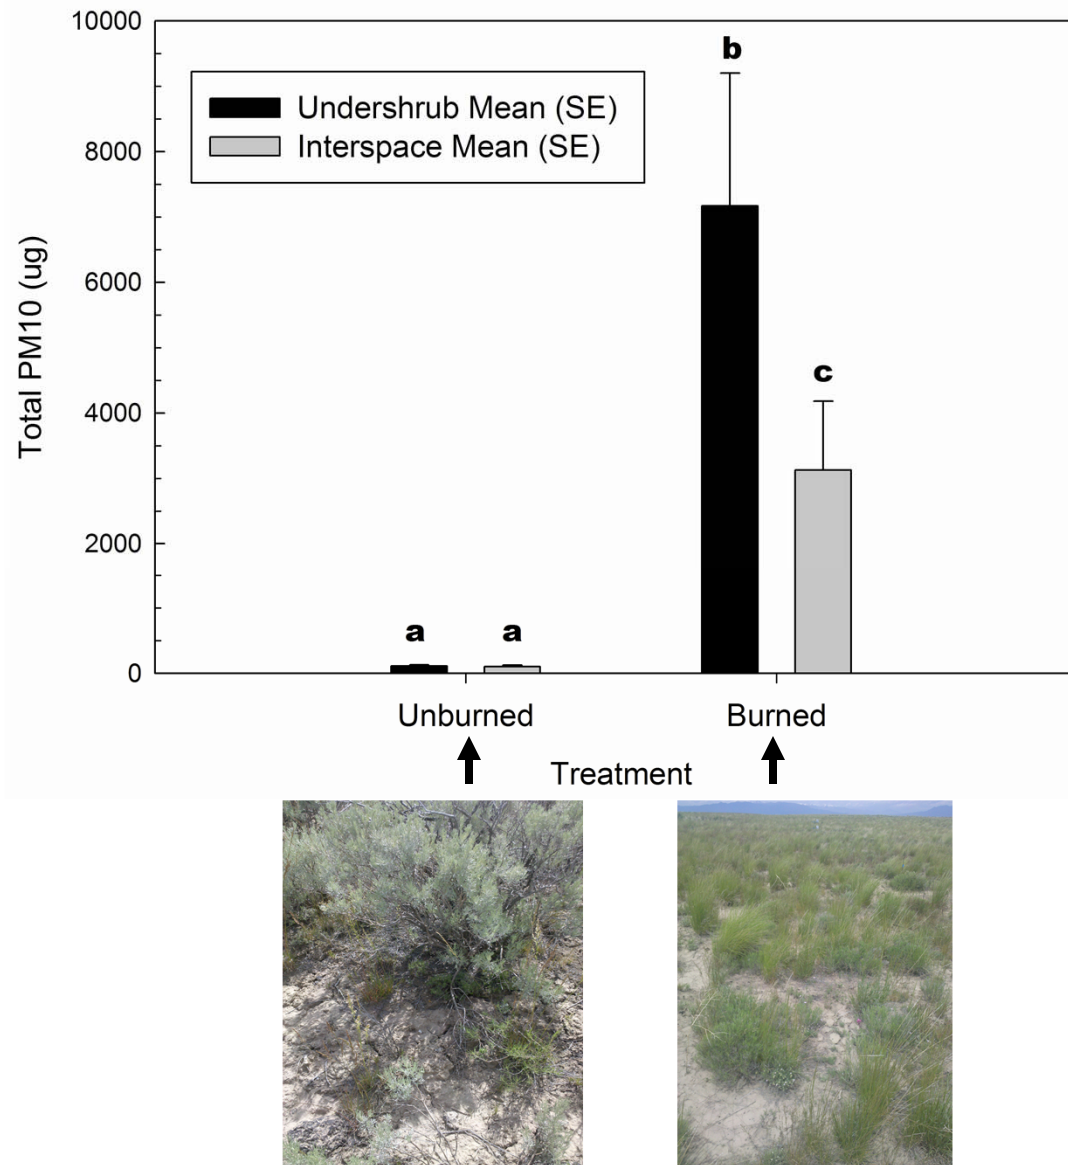 10000
8000
6000
4000
2000
0
Total PM10 (ug)
Undershrub Mean (SE)
Interspace Mean (SE)
a
a
b
c
Unburned
Burned
Treatment